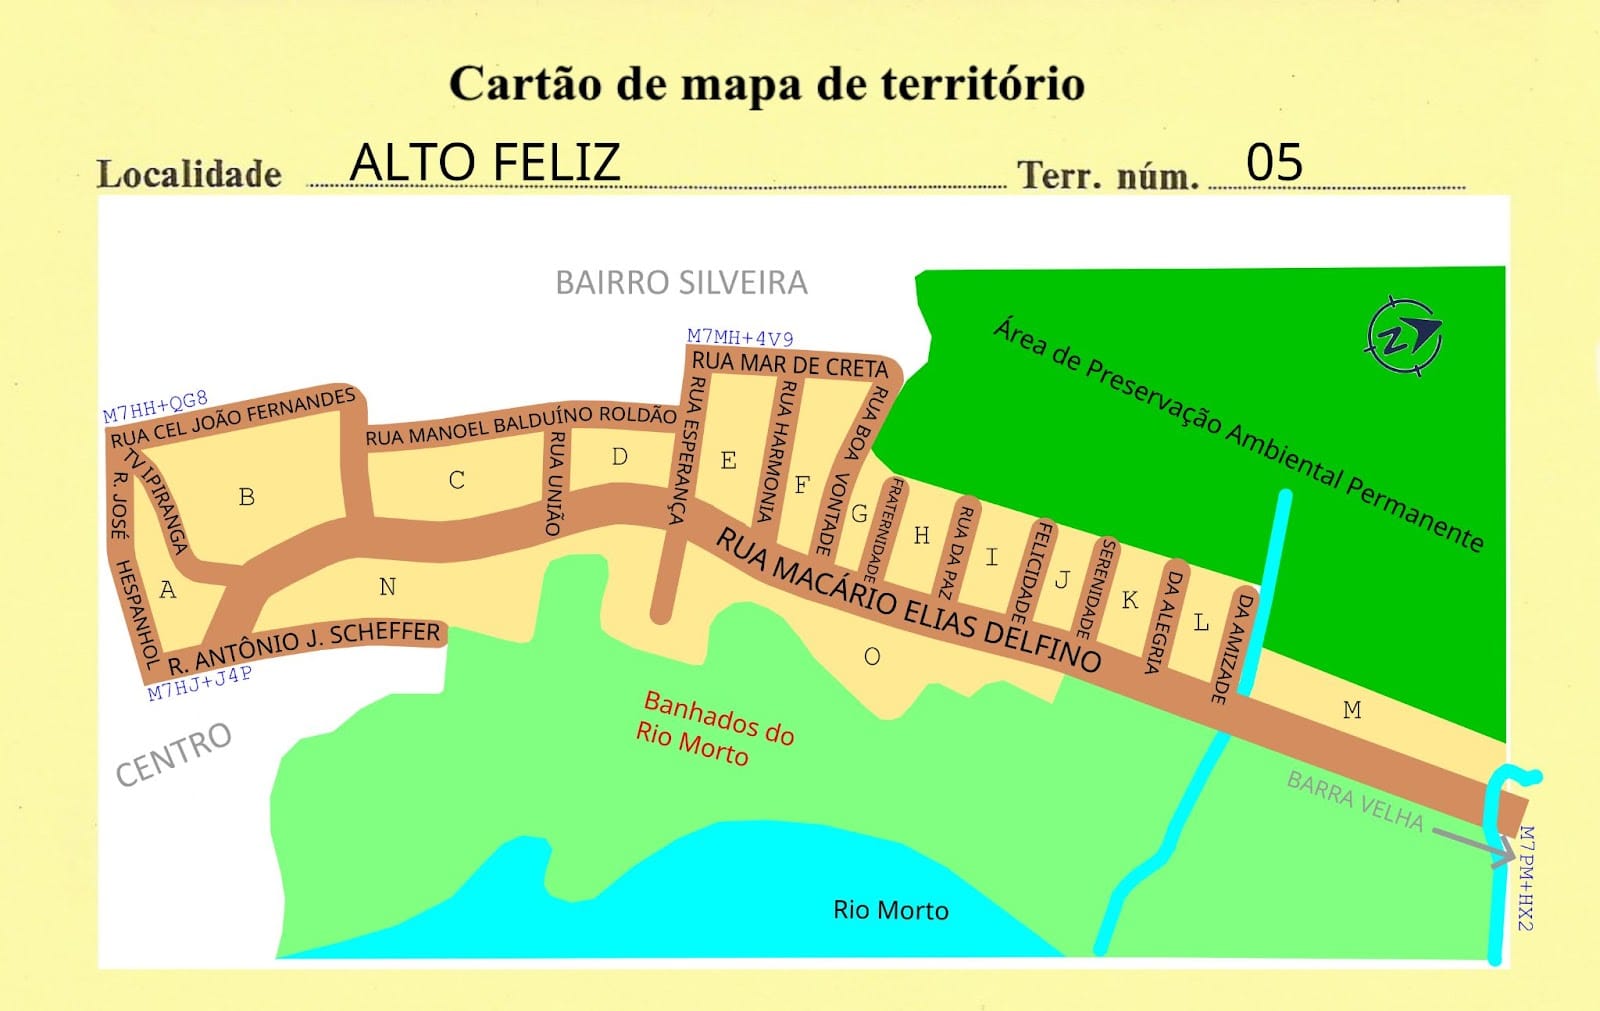 Cartão de mapa de território
Localidade ALTO FELIZ Terr. núm. 05
BAIRRO SILVEIRA
Z
Área de Preservação Ambiental Permanente
M7MH+4V9
RUA MAR DE CRETA
M7HH+QG8
RUA CEL JOÃO FERNANDES
RUA MANOEL BALDUÍNO ROLDÃO
TV IPIRANGA
R. JOSÉ HESPANHOL
RUA UNIÃO
RUA ESPERANÇA
RUA HARMONIA
RUA BOA VONTADE
FRATERNIDADE
RUA DA PAZ
FELICIDADE
SERENIDADE
DA ALEGRIA
DA AMIZADE
A
B
C
D
E
F
G
H
I
J
K
L
M
N
O
RUA MACÁRIO ELIAS DELFINO
R. ANTÔNIO J. SCHEFFER
M7HJ+J4P
CENTRO
Banhados do
Rio Morto
BARRA VELHA
M7PM+HX2
Rio Morto